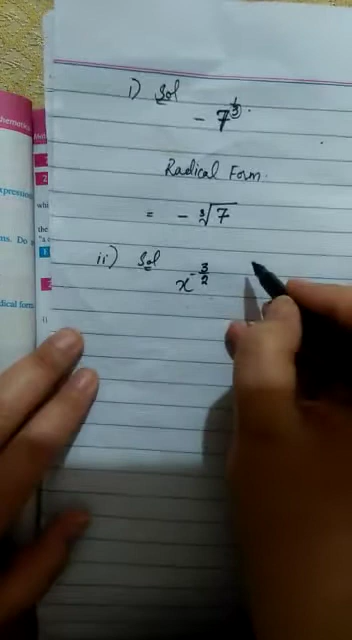 i) Sol
- 7^{1/3}.
Radical Form.
= - ∛7
ii) Sol
x^{-3/2}